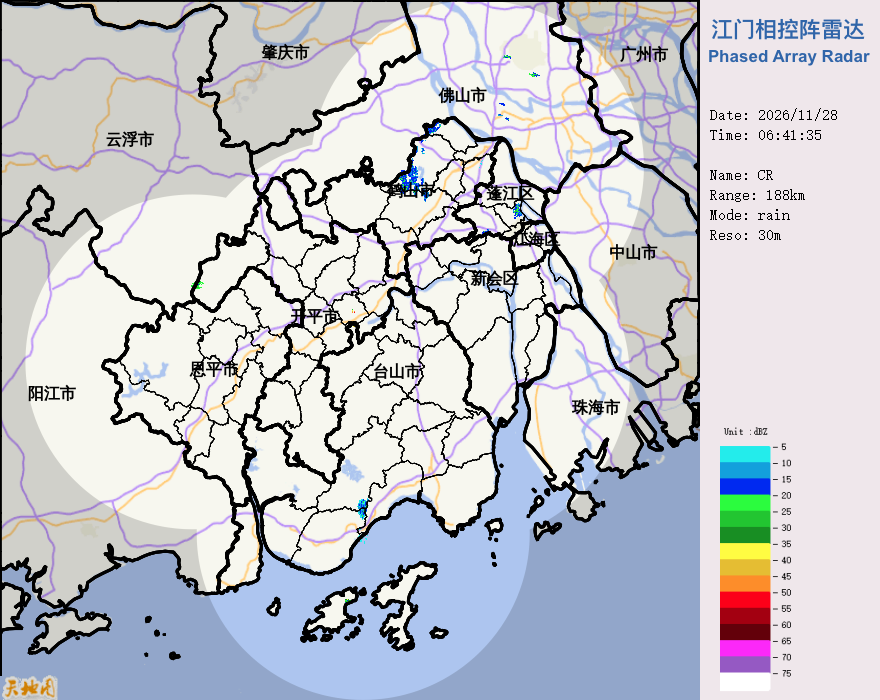 江门相控阵雷达
Phased Array Radar
Date: 2026/11/28
Time: 06:41:35
Name: CR
Range: 188km
Mode: rain
Reso: 30m
肇庆市
广州市
佛山市
云浮市
鹤山市
蓬江区
江海区
中山市
新会区
开平市
恩平市
台山市
阳江市
珠海市
Unit :dBZ
5
10
15
20
25
30
35
40
45
50
55
60
65
70
75
天地图